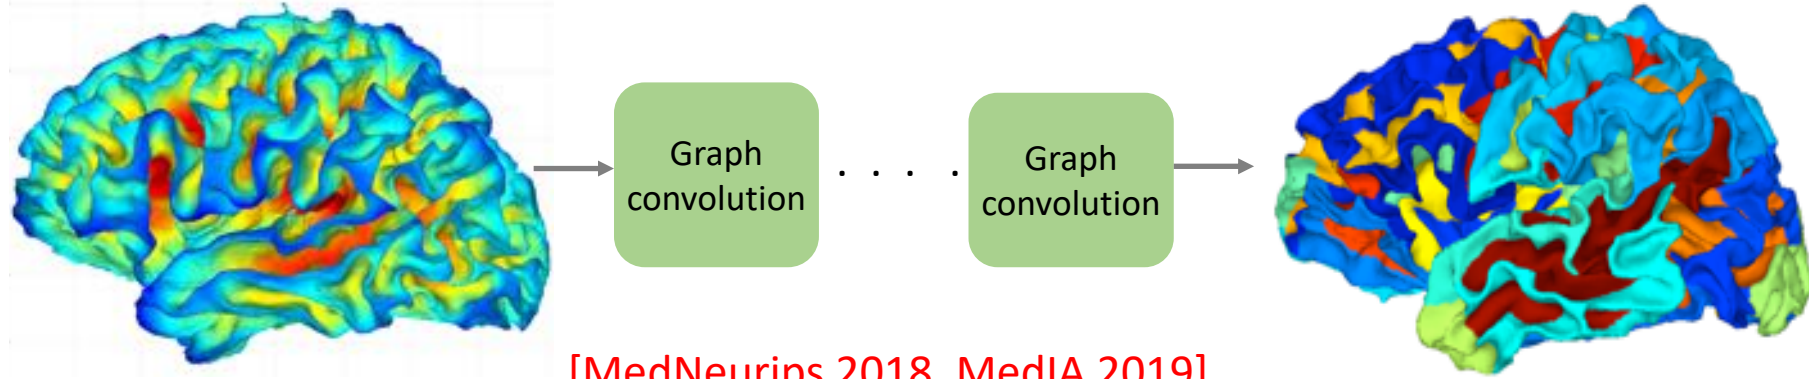 Graph
convolution
. . . .
Graph
convolution
[MedNeurips 2018, MedIA 2019]